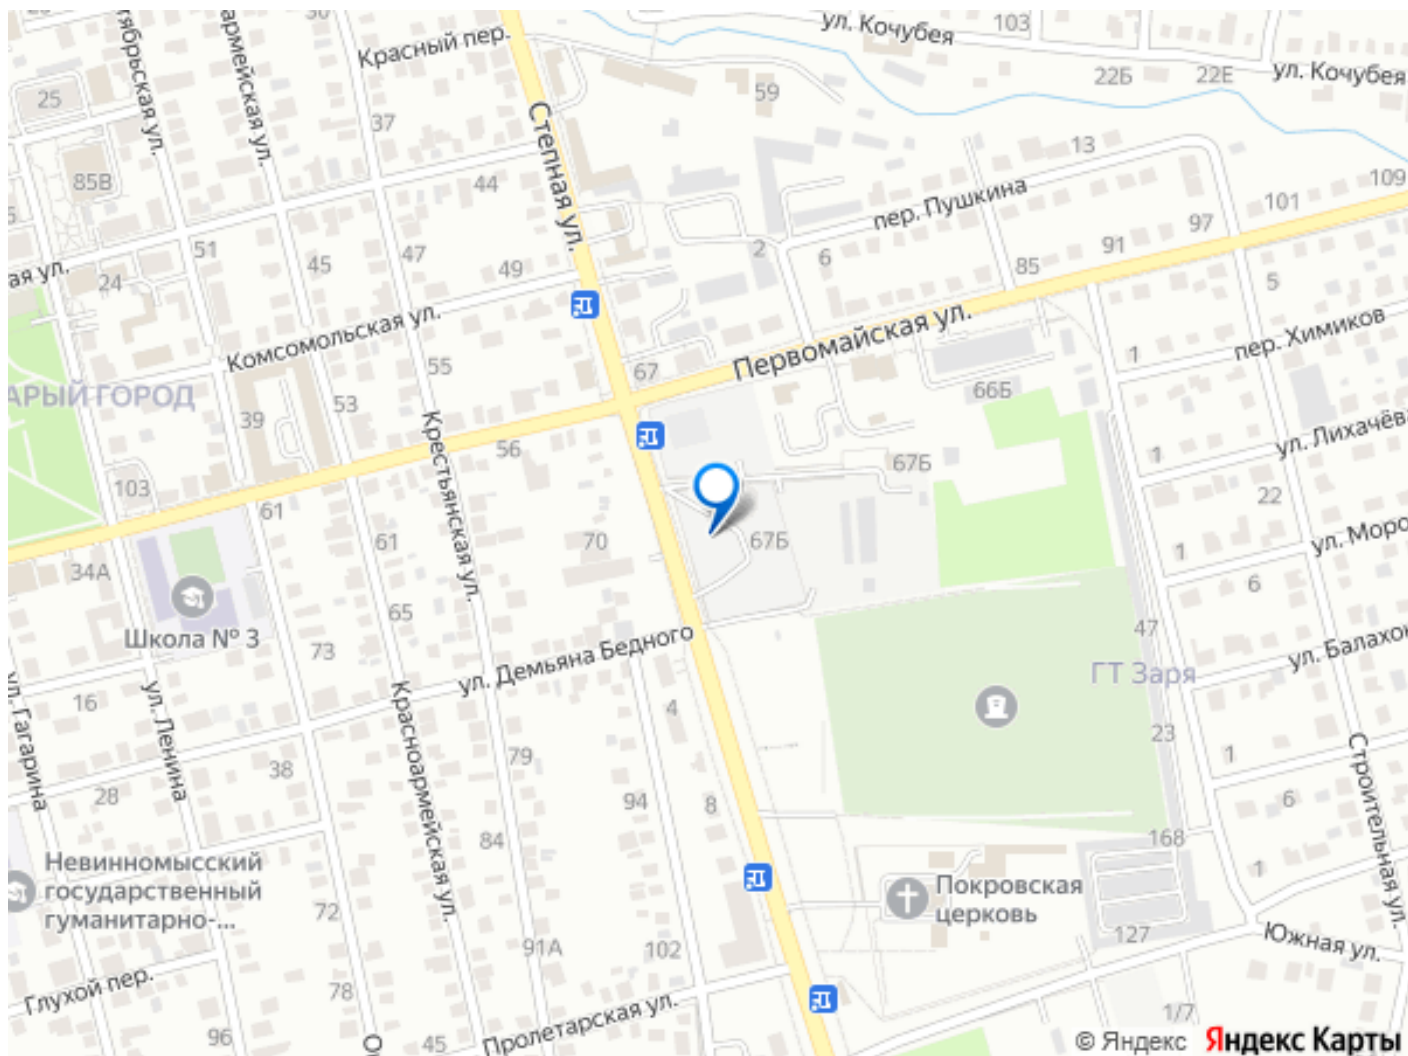 ул. Кочубея
103
22Б
22Е
ул. Кочубея
Красный пер.
59
25
37
Степная ул.
13
85В
44
пер. Пушкина
109
101
97
51
47
2
6
91
45
49
85
5
24
ая ул.
Комсомольская ул.
Первомайская ул.
пер. Химиков
1
55
67
66Б
АРЫЙ ГОРОД
39
53
Крестьянская ул.
56
67Б
1
ул. Лихачёва
103
61
22
61
70
67Б
1
34А
6
Школа № 3
65
73
ул. Демьяна Бедного
47
ГТ Заря
16
ул. Гагарина
ул. Ленина
Красноармейская ул.
4
23
79
1
Строительная ул.
38
28
94
8
6
84
168
1
Невинномысский
государственный
гуманитарно-...
Покровская
церковь
72
91А
102
127
Южная ул.
Глухой пер.
78
1/7
96
45
Пролетарская ул.
© Яндекс Яндекс Карты